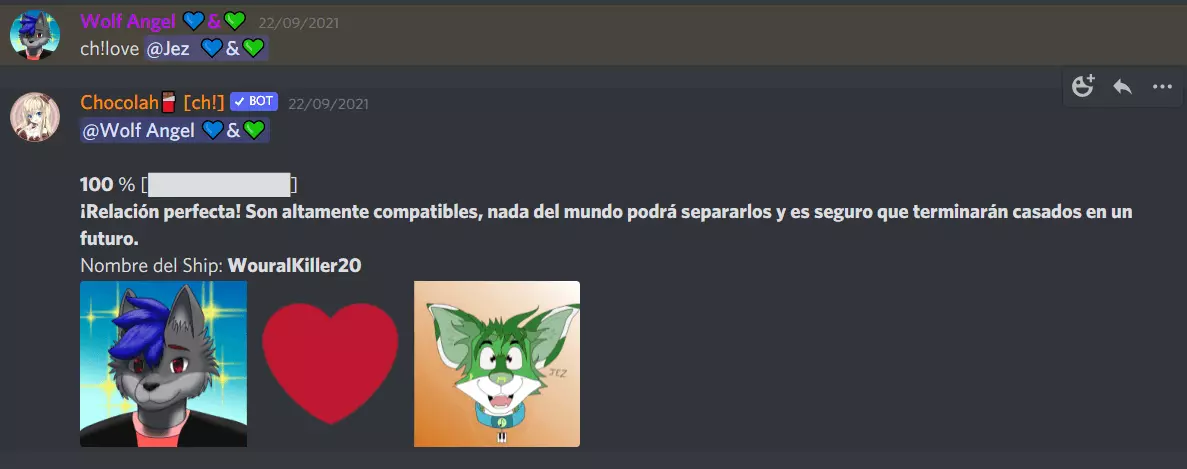 Wolf Angel 💙&💚 22/09/2021
ch!love @Jez 💙&💚
Chocolah🍫 [ch!] ✓ BOT 22/09/2021
@Wolf Angel 💙&💚
100 % [██████████]
¡Relación perfecta! Son altamente compatibles, nada del mundo podrá separarlos y es seguro que terminarán casados en un
futuro.
Nombre del Ship: WouralKiller20
JEZ